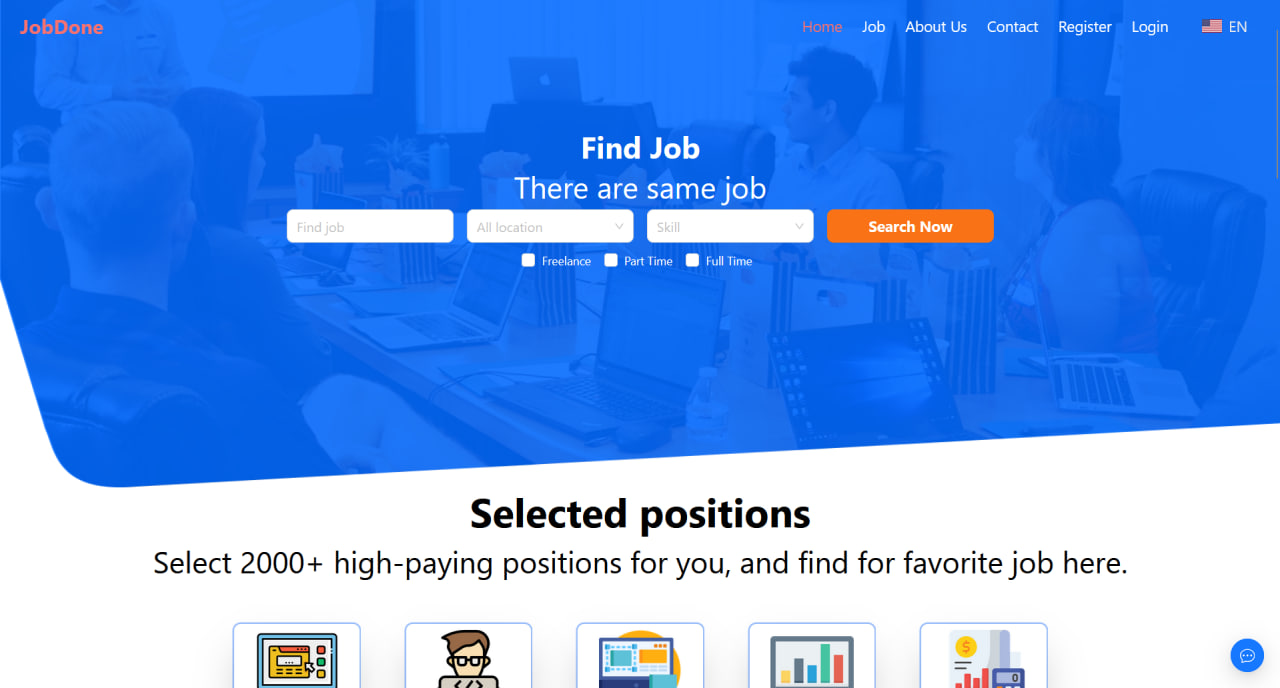 JobDone
Home Job About Us Contact Register Login EN
Find Job
There are same job
Find job All location Skill Search Now
Freelance Part Time Full Time
Selected positions
Select 2000+ high-paying positions for you, and find for favorite job here.
$
0